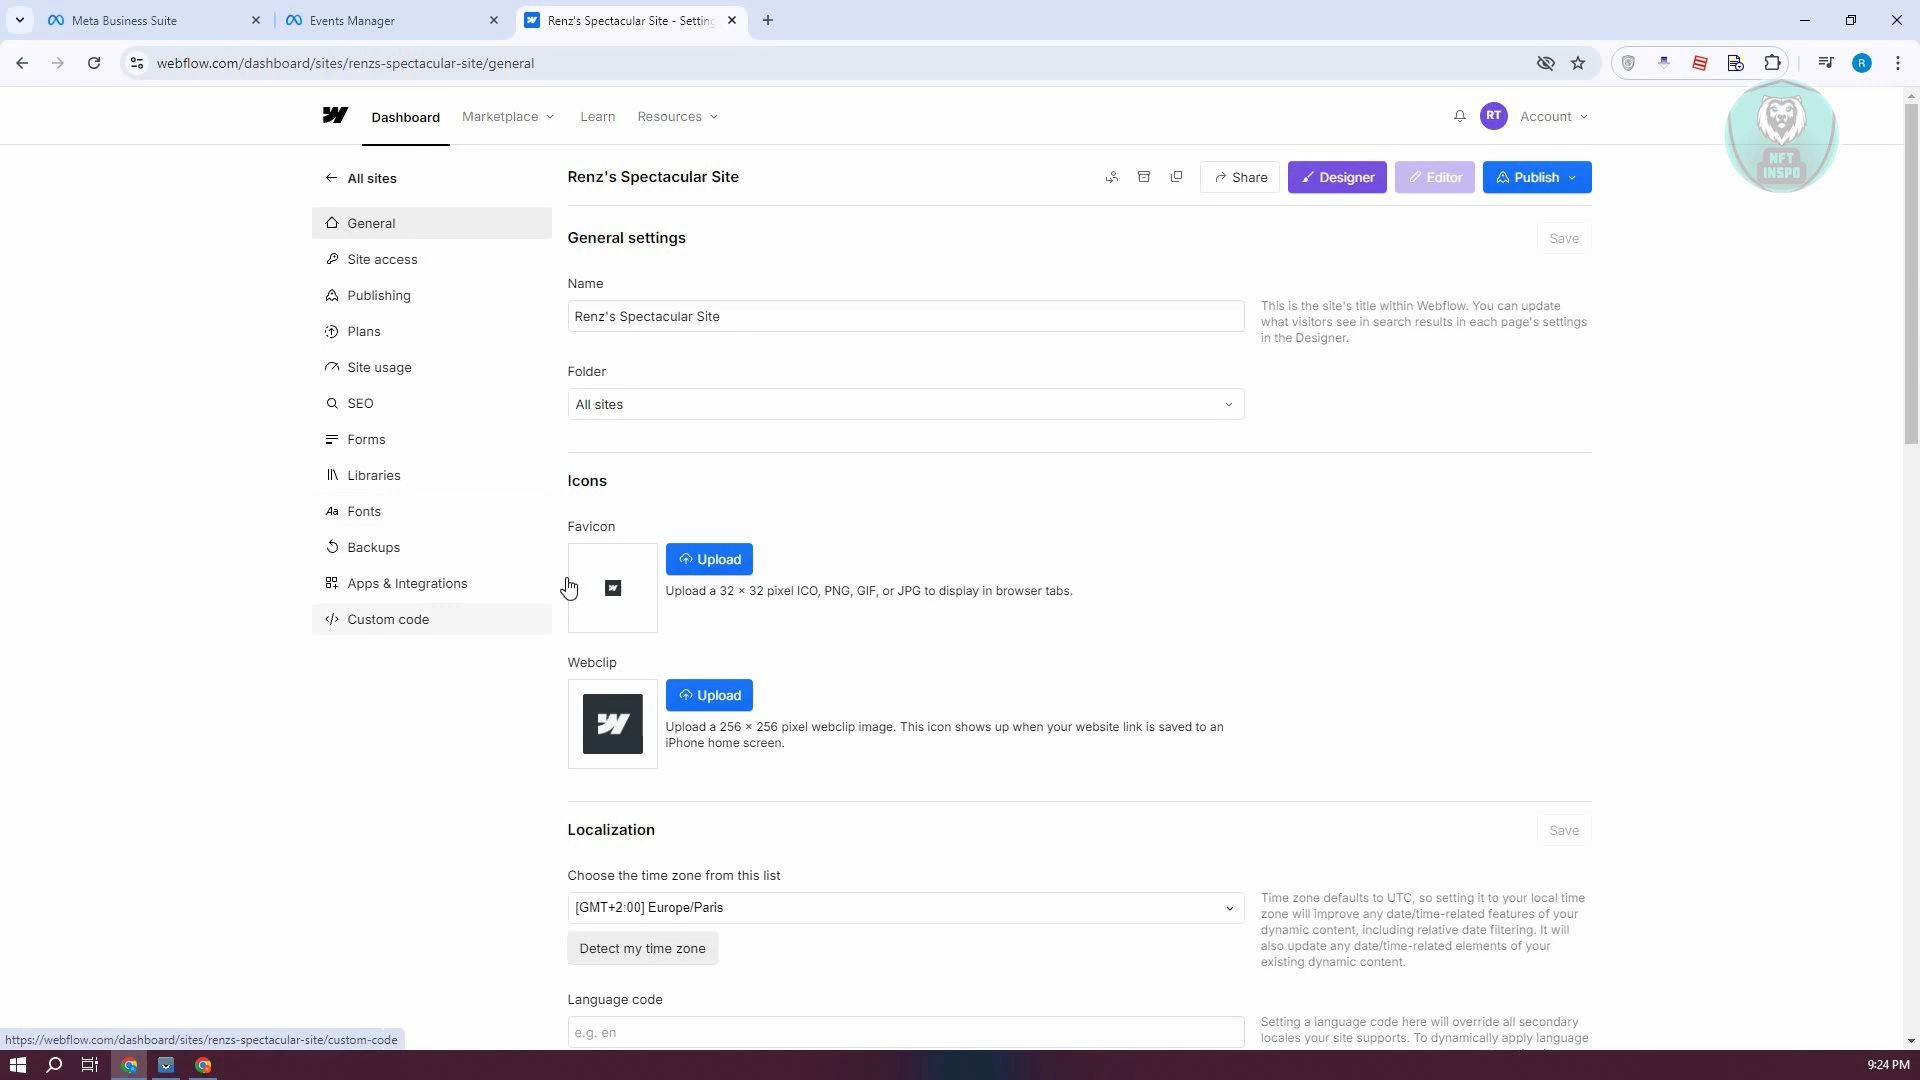 Meta Business Suite
Events Manager
Renz's Spectacular Site - Setting
webflow.com/dashboard/sites/renzs-spectacular-site/general
R
Dashboard
Marketplace
Learn
Resources
RT
Account
NFT
INSPO
All sites
Renz's Spectacular Site
Share
Designer
Editor
Publish
General
Site access
Publishing
Plans
Site usage
SEO
Forms
Libraries
Aa Fonts
Backups
Apps & Integrations
</> Custom code
General settings
Save
Name
Renz's Spectacular Site
This is the site's title within Webflow. You can update
what visitors see in search results in each page's settings
in the Designer.
Folder
All sites
Icons
Favicon
Upload
Upload a 32 × 32 pixel ICO, PNG, GIF, or JPG to display in browser tabs.
Webclip
Upload
Upload a 256 × 256 pixel webclip image. This icon shows up when your website link is saved to an
iPhone home screen.
Localization
Save
Choose the time zone from this list
[GMT+2:00] Europe/Paris
Time zone defaults to UTC, so setting it to your local time
zone will improve any date/time-related features of your
dynamic content, including relative date filtering. It will
also update any date/time-related elements of your
existing dynamic content.
Detect my time zone
Language code
e.g. en
Setting a language code here will override all secondary
locales your site supports. To dynamically apply language
https://webflow.com/dashboard/sites/renzs-spectacular-site/custom-code
9:24 PM